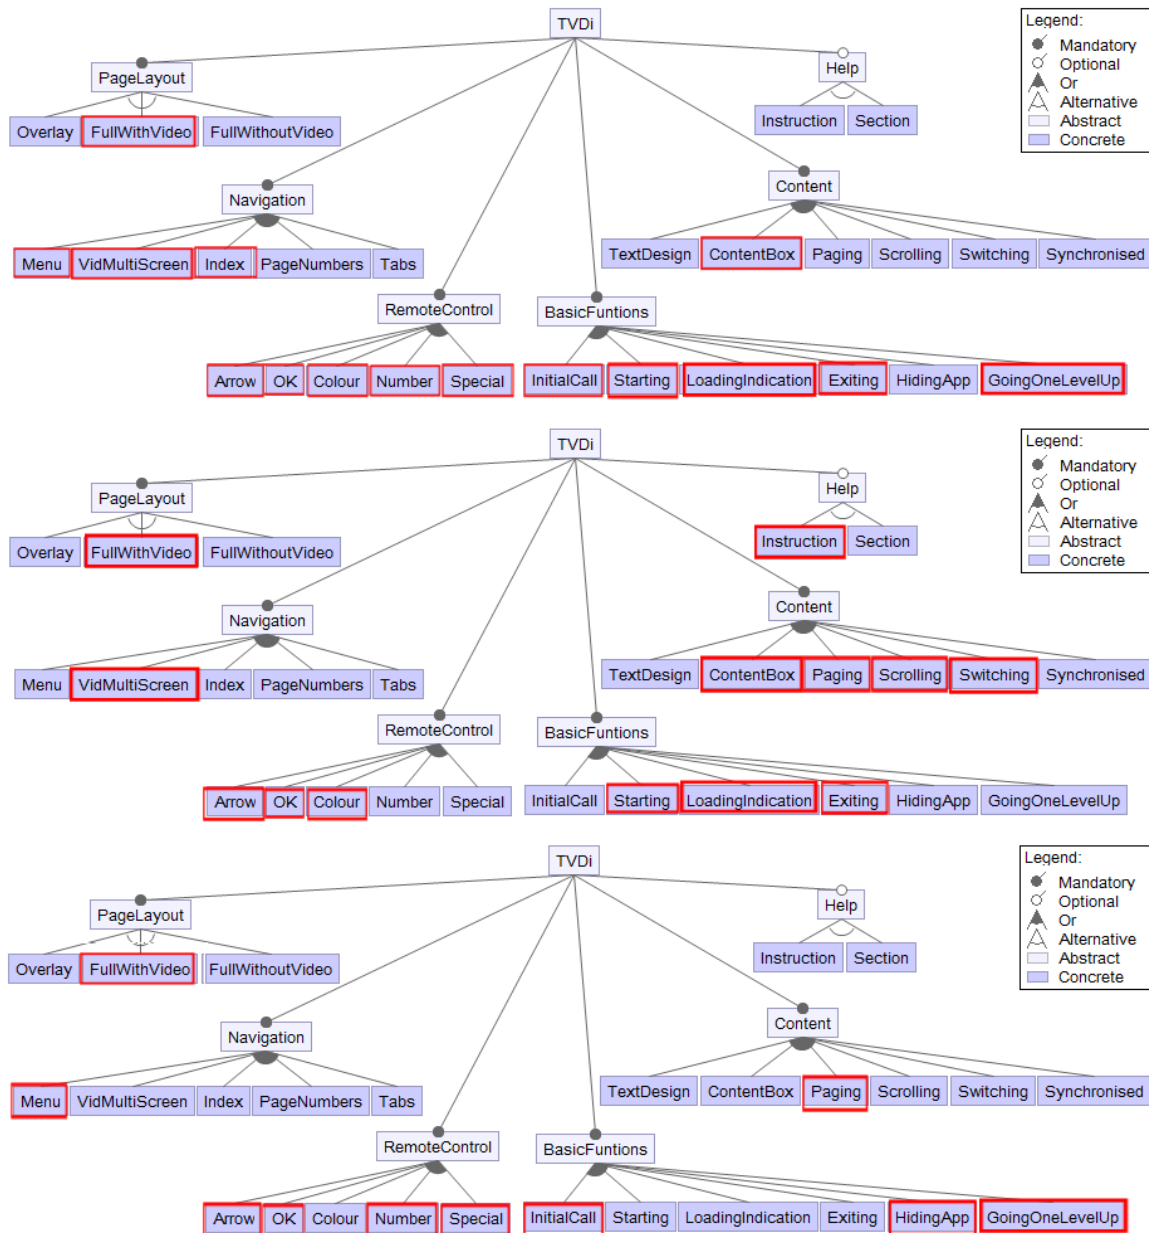 TVDi
Legend:
Mandatory
Optional
Or
Alternative
Abstract
Concrete
PageLayout
Help
Overlay FullWithVideo FullWithoutVideo
Instruction Section
Navigation
Content
Menu VidMultiScreen Index PageNumbers Tabs
TextDesign ContentBox Paging Scrolling Switching Synchronised
RemoteControl
BasicFuntions
Arrow OK Colour Number Special
InitialCall Starting LoadingIndication Exiting HidingApp GoingOneLevelUp
TVDi
Legend:
Mandatory
Optional
Or
Alternative
Abstract
Concrete
PageLayout
Help
Overlay FullWithVideo FullWithoutVideo
Instruction Section
Navigation
Content
Menu VidMultiScreen Index PageNumbers Tabs
TextDesign ContentBox Paging Scrolling Switching Synchronised
RemoteControl
BasicFuntions
Arrow OK Colour Number Special
InitialCall Starting LoadingIndication Exiting HidingApp GoingOneLevelUp
TVDi
Legend:
Mandatory
Optional
Or
Alternative
Abstract
Concrete
PageLayout
Help
Overlay FullWithVideo FullWithoutVideo
Instruction Section
Navigation
Content
Menu VidMultiScreen Index PageNumbers Tabs
TextDesign ContentBox Paging Scrolling Switching Synchronised
RemoteControl
BasicFuntions
Arrow OK Colour Number Special
InitialCall Starting LoadingIndication Exiting HidingApp GoingOneLevelUp